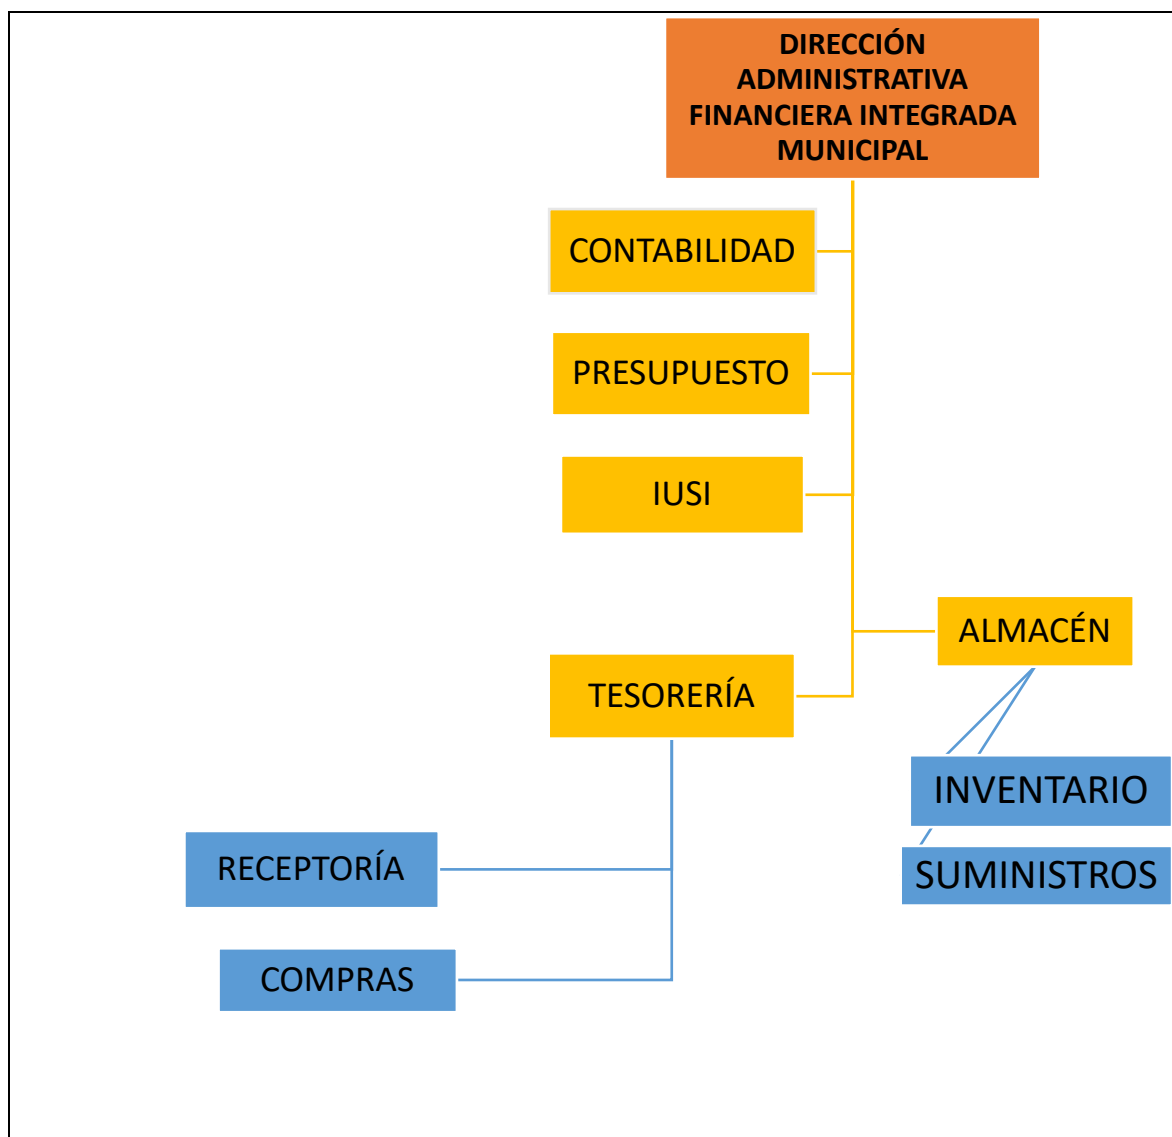 DIRECCIÓN
ADMINISTRATIVA
FINANCIERA INTEGRADA
MUNICIPAL
CONTABILIDAD
PRESUPUESTO
IUSI
ALMACÉN
TESORERÍA
INVENTARIO
RECEPTORÍA
SUMINISTROS
COMPRAS